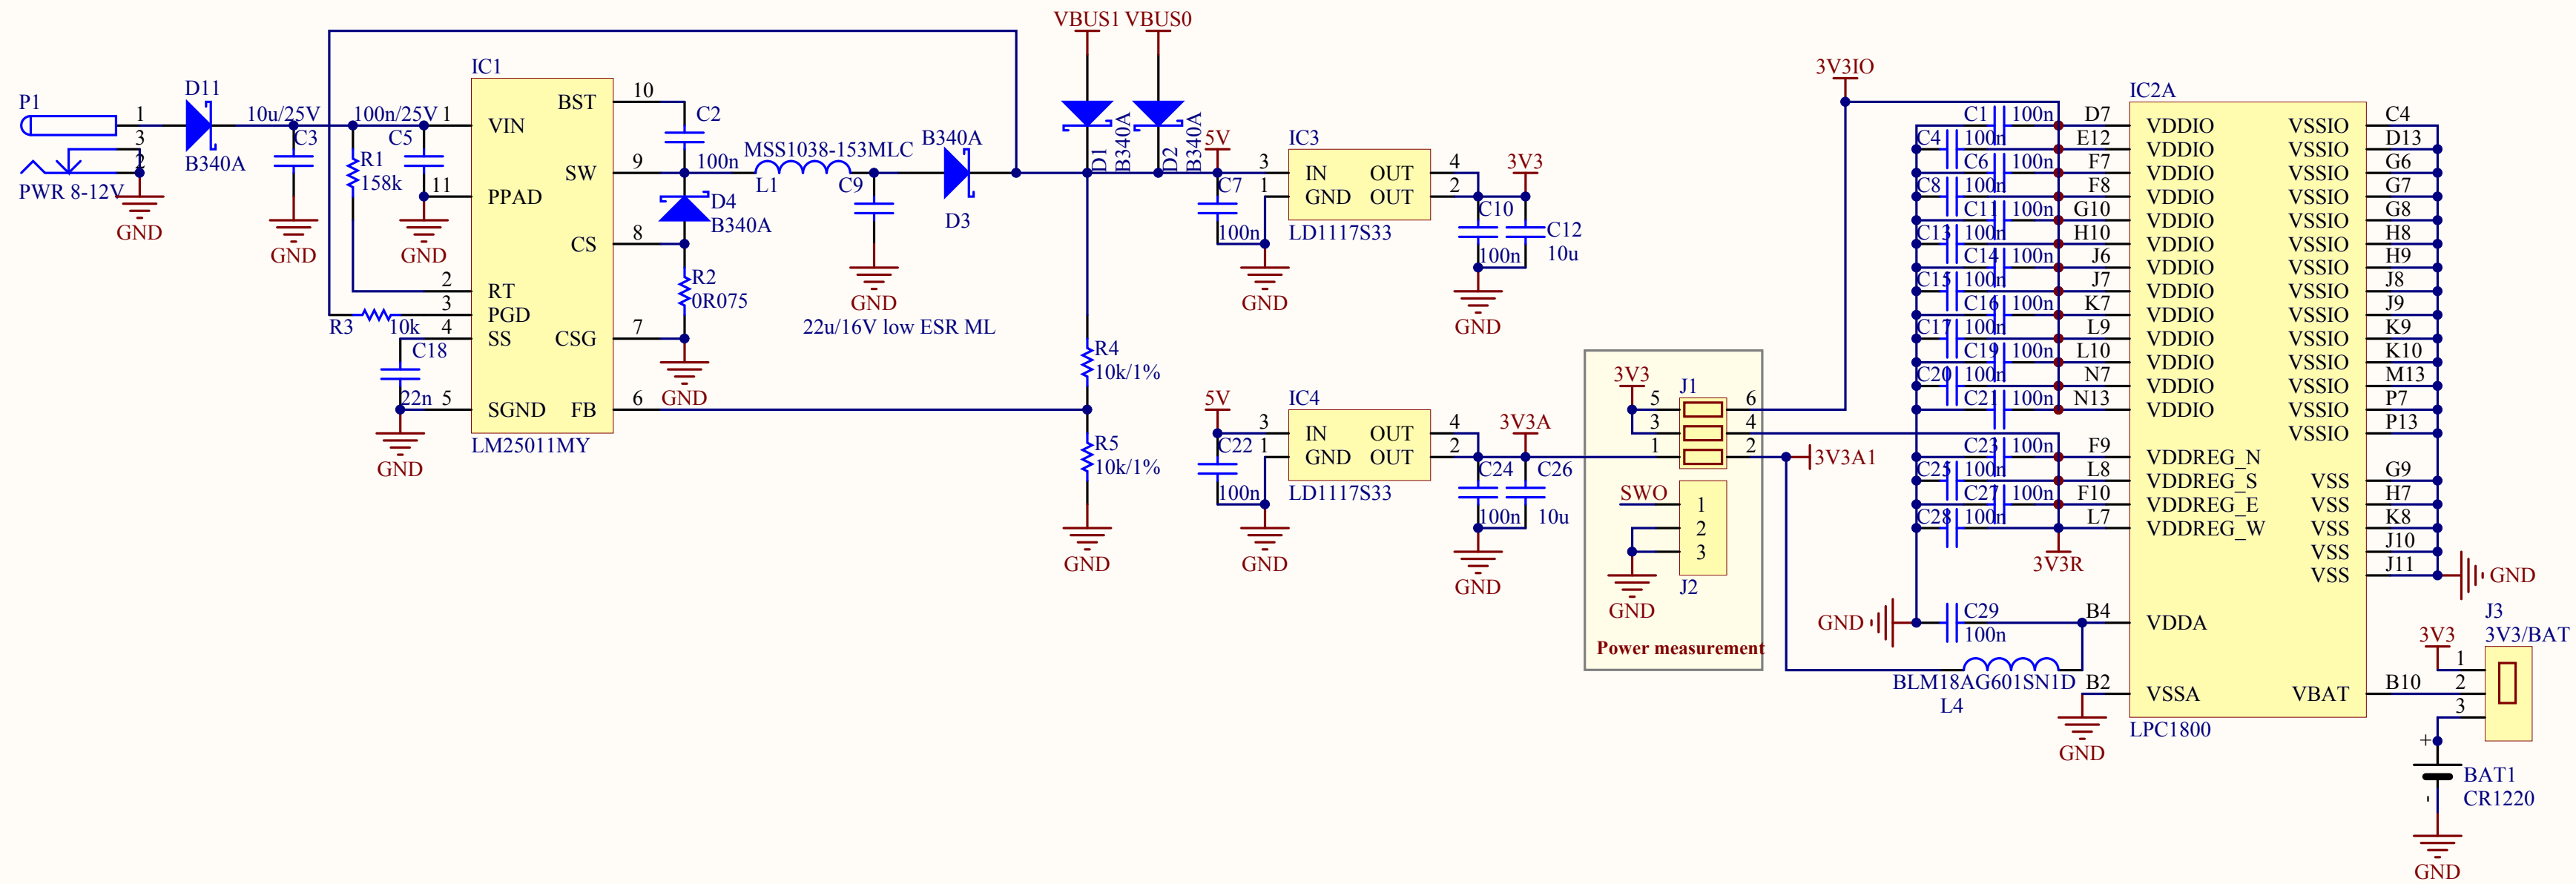 VBUS1 VBUS0
P1
1
3
2
PWR 8-12V
GND
D11
B340A
10u/25V
C3
GND
R1
158k
100n/25V
C5
GND
IC1
1 VIN
11 PPAD
2 RT
3 PGD
4 SS
5 SGND
BST 10
SW 9
CS 8
CSG 7
FB 6
LM25011MY
R3 10k
C18
22n
GND
C2
100n
D4
B340A
R2
0R075
GND
MSS1038-153MLC
L1
C9
GND
22u/16V low ESR ML
B340A
D3
D1
B340A
D2
B340A
R4
10k/1%
R5
10k/1%
GND
5V
C7
100n
GND
IC3
3 IN OUT 4
1 GND OUT 2
LD1117S33
3V3
C10
100n
C12
10u
GND
5V
C22
100n
GND
IC4
3 IN OUT 4
1 GND OUT 2
LD1117S33
3V3A
C24
100n
C26
10u
GND
3V3
J1
5 6
3 4
1 2
3V3A1
SWO
1
2
3
J2
GND
Power measurement
3V3IO
C1 100n D7
C4 100n E12
C6 100n F7
C8 100n F8
C11 100n G10
C13 100n H10
C14 100n J6
C15 100n J7
C16 100n K7
C17 100n L9
C19 100n L10
C20 100n N7
C21 100n N13
C23 100n F9
C25 100n L8
C27 100n F10
C28 100n L7
3V3R
GND
C29
100n
B4
BLM18AG601SN1D
L4
B2
GND
IC2A
VDDIO VSSIO C4
VDDIO VSSIO D13
VDDIO VSSIO G6
VDDIO VSSIO G7
VDDIO VSSIO G8
VDDIO VSSIO H8
VDDIO VSSIO H9
VDDIO VSSIO J8
VDDIO VSSIO J9
VDDIO VSSIO K9
VDDIO VSSIO K10
VDDIO VSSIO M13
VDDIO VSSIO P7
VSSIO P13
VDDREG_N
VDDREG_S VSS G9
VDDREG_E VSS H7
VDDREG_W VSS K8
VSS J10
VSS J11
GND
VDDA
VSSA VBAT B10
LPC1800
J3
3V3/BAT
3V3
1
2
3
+
-
BAT1
CR1220
GND